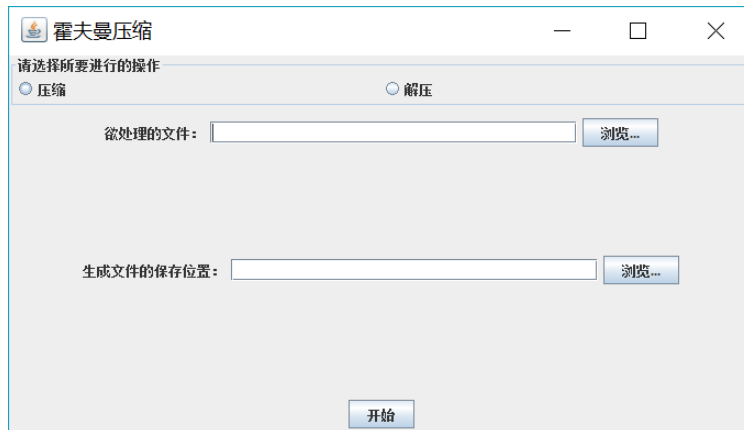 霍夫曼压缩
请选择所要进行的操作
压缩 解压
欲处理的文件： 浏览...
生成文件的保存位置： 浏览...
开始